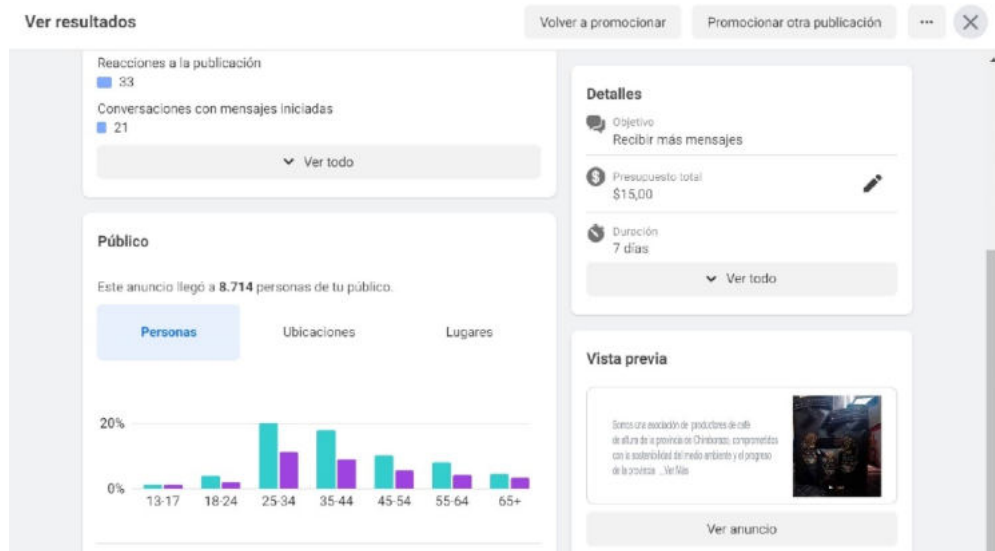 Ver resultados
Volver a promocionar
Promocionar otra publicación
Reacciones a la publicación
33
Conversaciones con mensajes iniciadas
21
Ver todo
Público
Este anuncio llegó a 8.714 personas de tu público.
Personas
Ubicaciones
Lugares
20%
0%
13-17 18-24 25-34 35-44 45-54 55-64 65+
Detalles
Objetivo
Recibir más mensajes
Presupuesto total
$15,00
Duración
7 días
Ver todo
Vista previa
Somos una asociación de productores de café
de altura de la provincia de Chimborazo, comprometidos
con la sostenibilidad del medio ambiente y el progreso
de la provincia. ...Ver Más
Ver anuncio